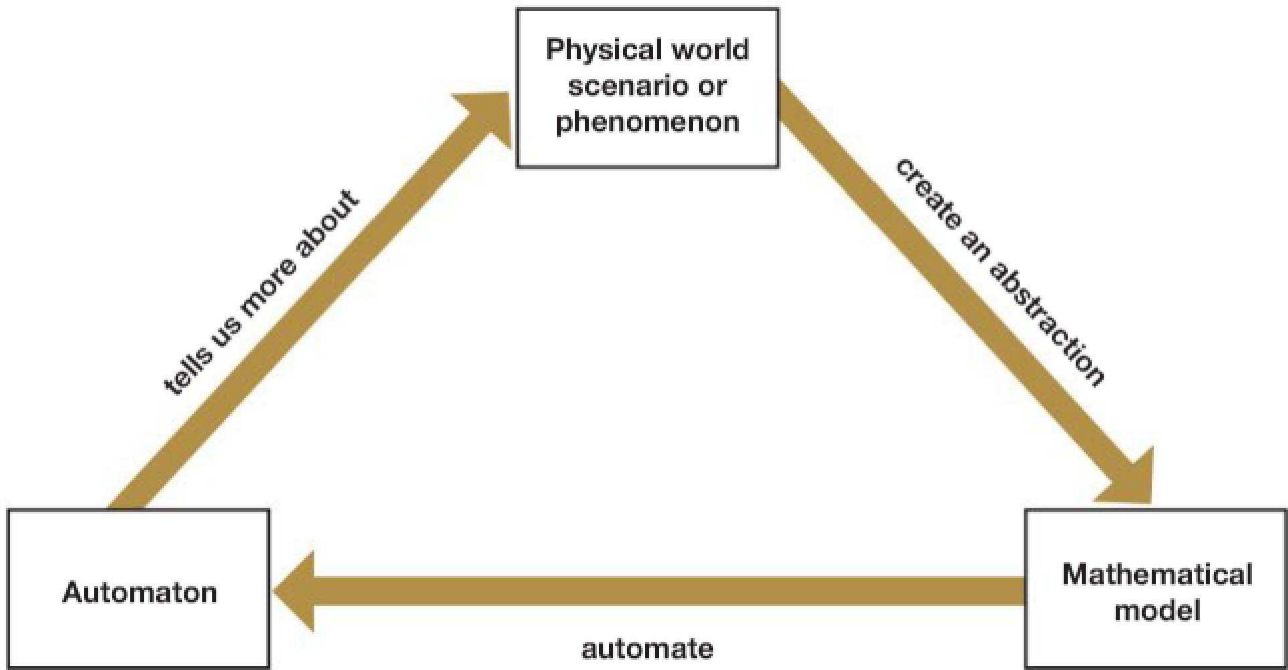 Physical world
scenario or
phenomenon
create an abstraction
tells us more about
Automaton
Mathematical
model
automate